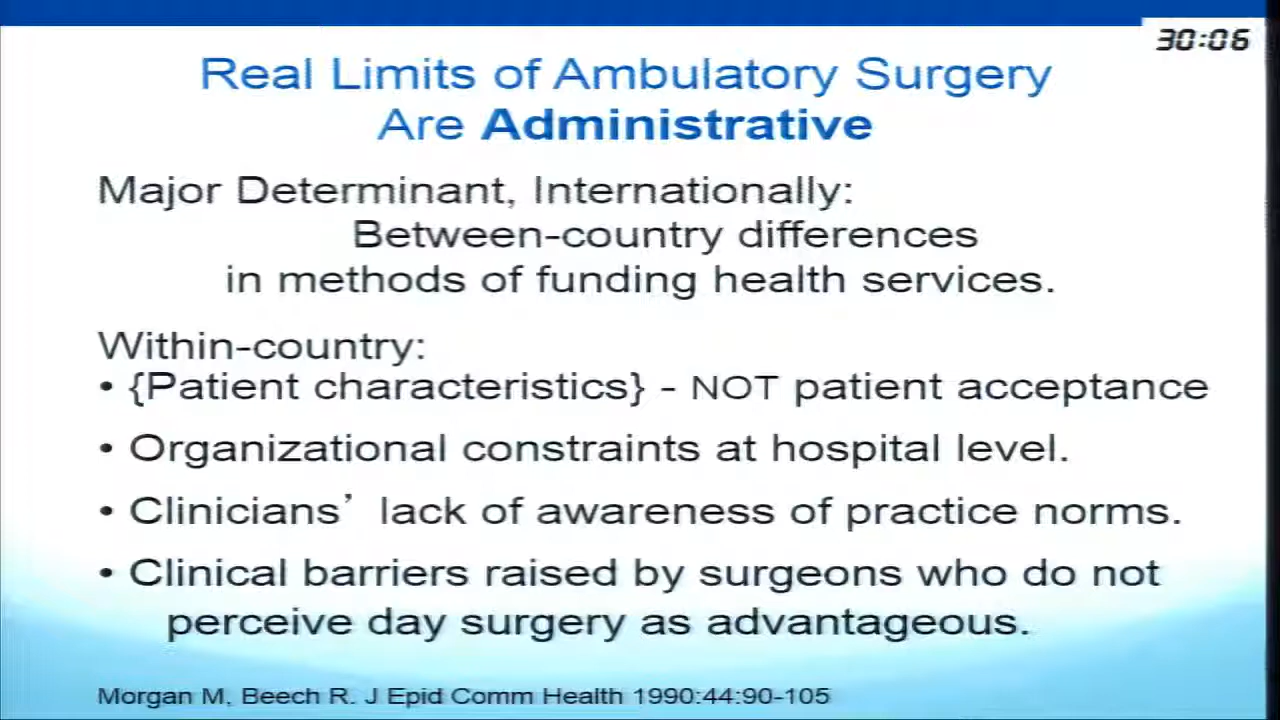 30:06
Real Limits of Ambulatory Surgery
Are Administrative
Major Determinant, Internationally:
Between-country differences
in methods of funding health services.
Within-country:
• {Patient characteristics} - NOT patient acceptance
• Organizational constraints at hospital level.
• Clinicians’ lack of awareness of practice norms.
• Clinical barriers raised by surgeons who do not
perceive day surgery as advantageous.
Morgan M, Beech R. J Epid Comm Health 1990:44:90-105